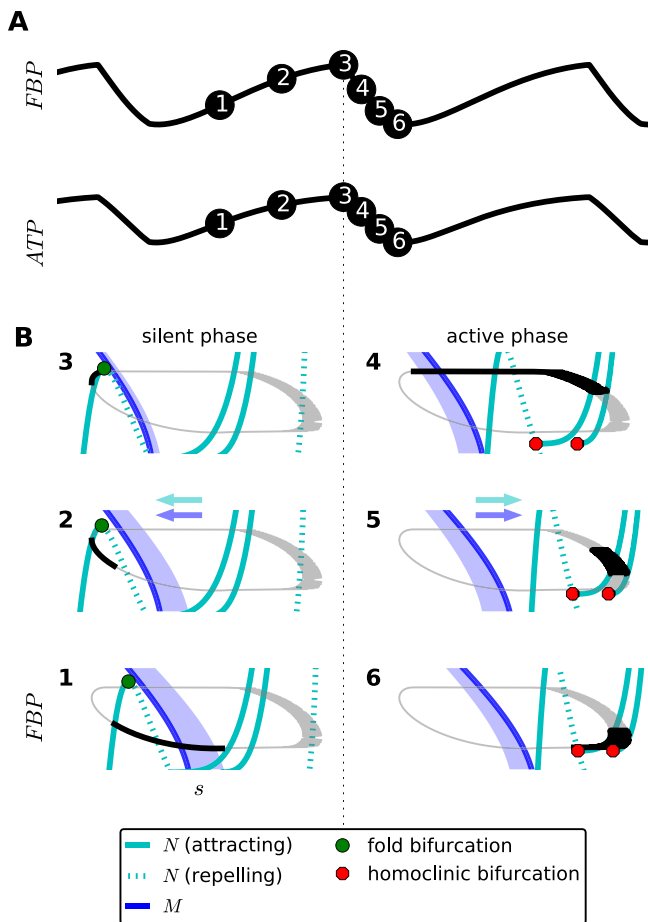 A
FBP
1 2 3 4 5 6
ATP
1 2 3 4 5 6
B
silent phase
active phase
3
4
2
5
1
6
FBP
s
N (attracting)
N (repelling)
M
fold bifurcation
homoclinic bifurcation